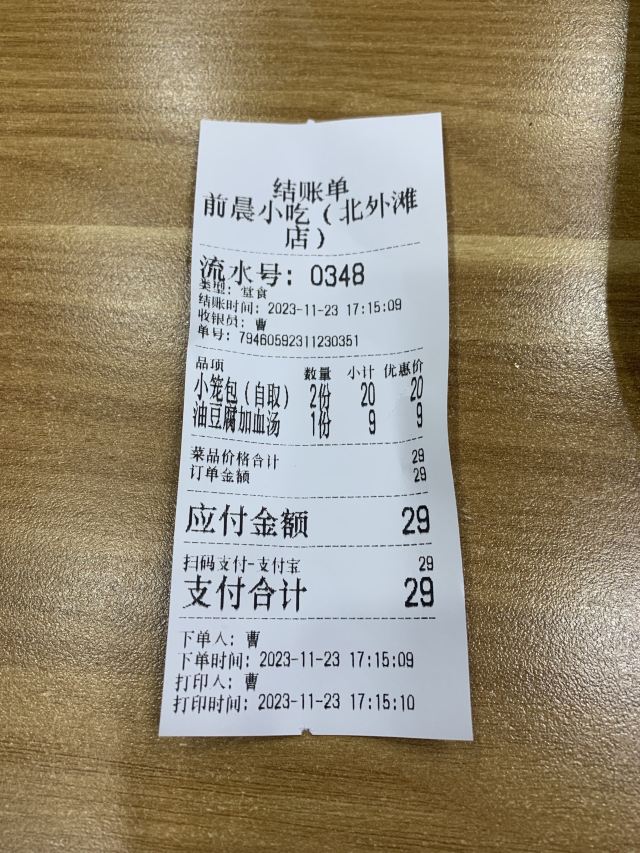 结账单
前晨小吃（北外滩
店）
流水号: 0348
类型: 堂食
结账时间: 2023-11-23 17:15:09
收银员: 曹
单号: 79460592311230351
品项 数量 小计 优惠价
小笼包（自取） 2份 20 20
油豆腐加血汤 1份 9 9
菜品价格合计 29
订单金额 29
应付金额 29
扫码支付-支付宝 29
支付合计 29
下单人: 曹
下单时间: 2023-11-23 17:15:09
打印人: 曹
打印时间: 2023-11-23 17:15:10